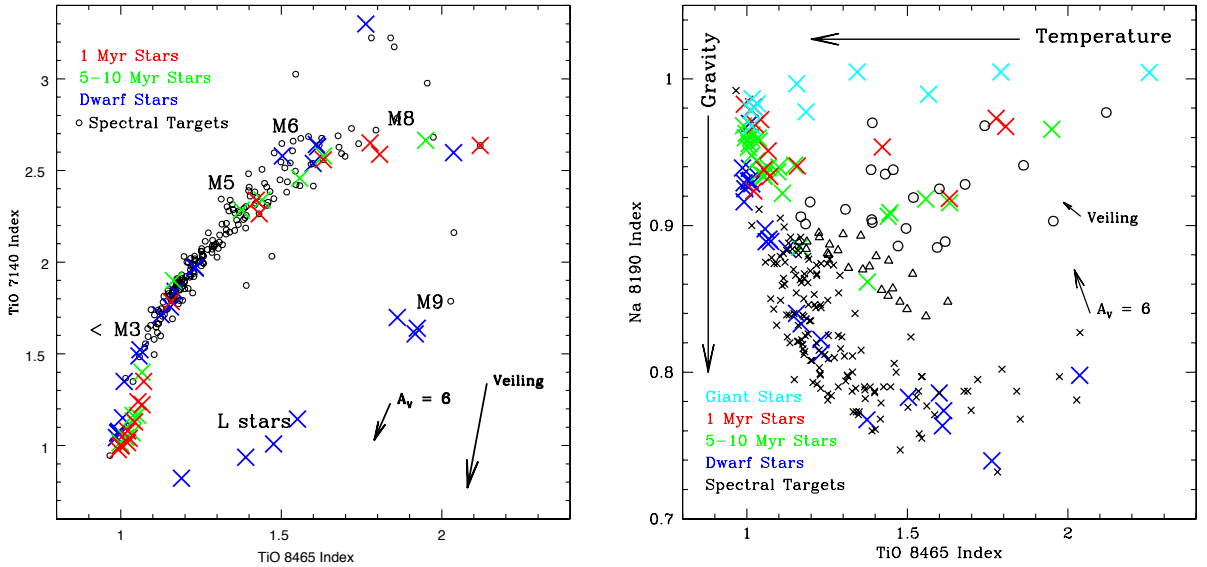 1 Myr Stars
5-10 Myr Stars
Dwarf Stars
Spectral Targets
M6
M8
M5
< M3
M9
L stars
Veiling
Av = 6
3
2.5
2
1.5
1
1
1.5
2
TiO 7140 Index
TiO 8465 Index
Gravity
Temperature
Veiling
Av = 6
Giant Stars
1 Myr Stars
5-10 Myr Stars
Dwarf Stars
Spectral Targets
1
0.9
0.8
0.7
1
1.5
2
Na 8190 Index
TiO 8465 Index